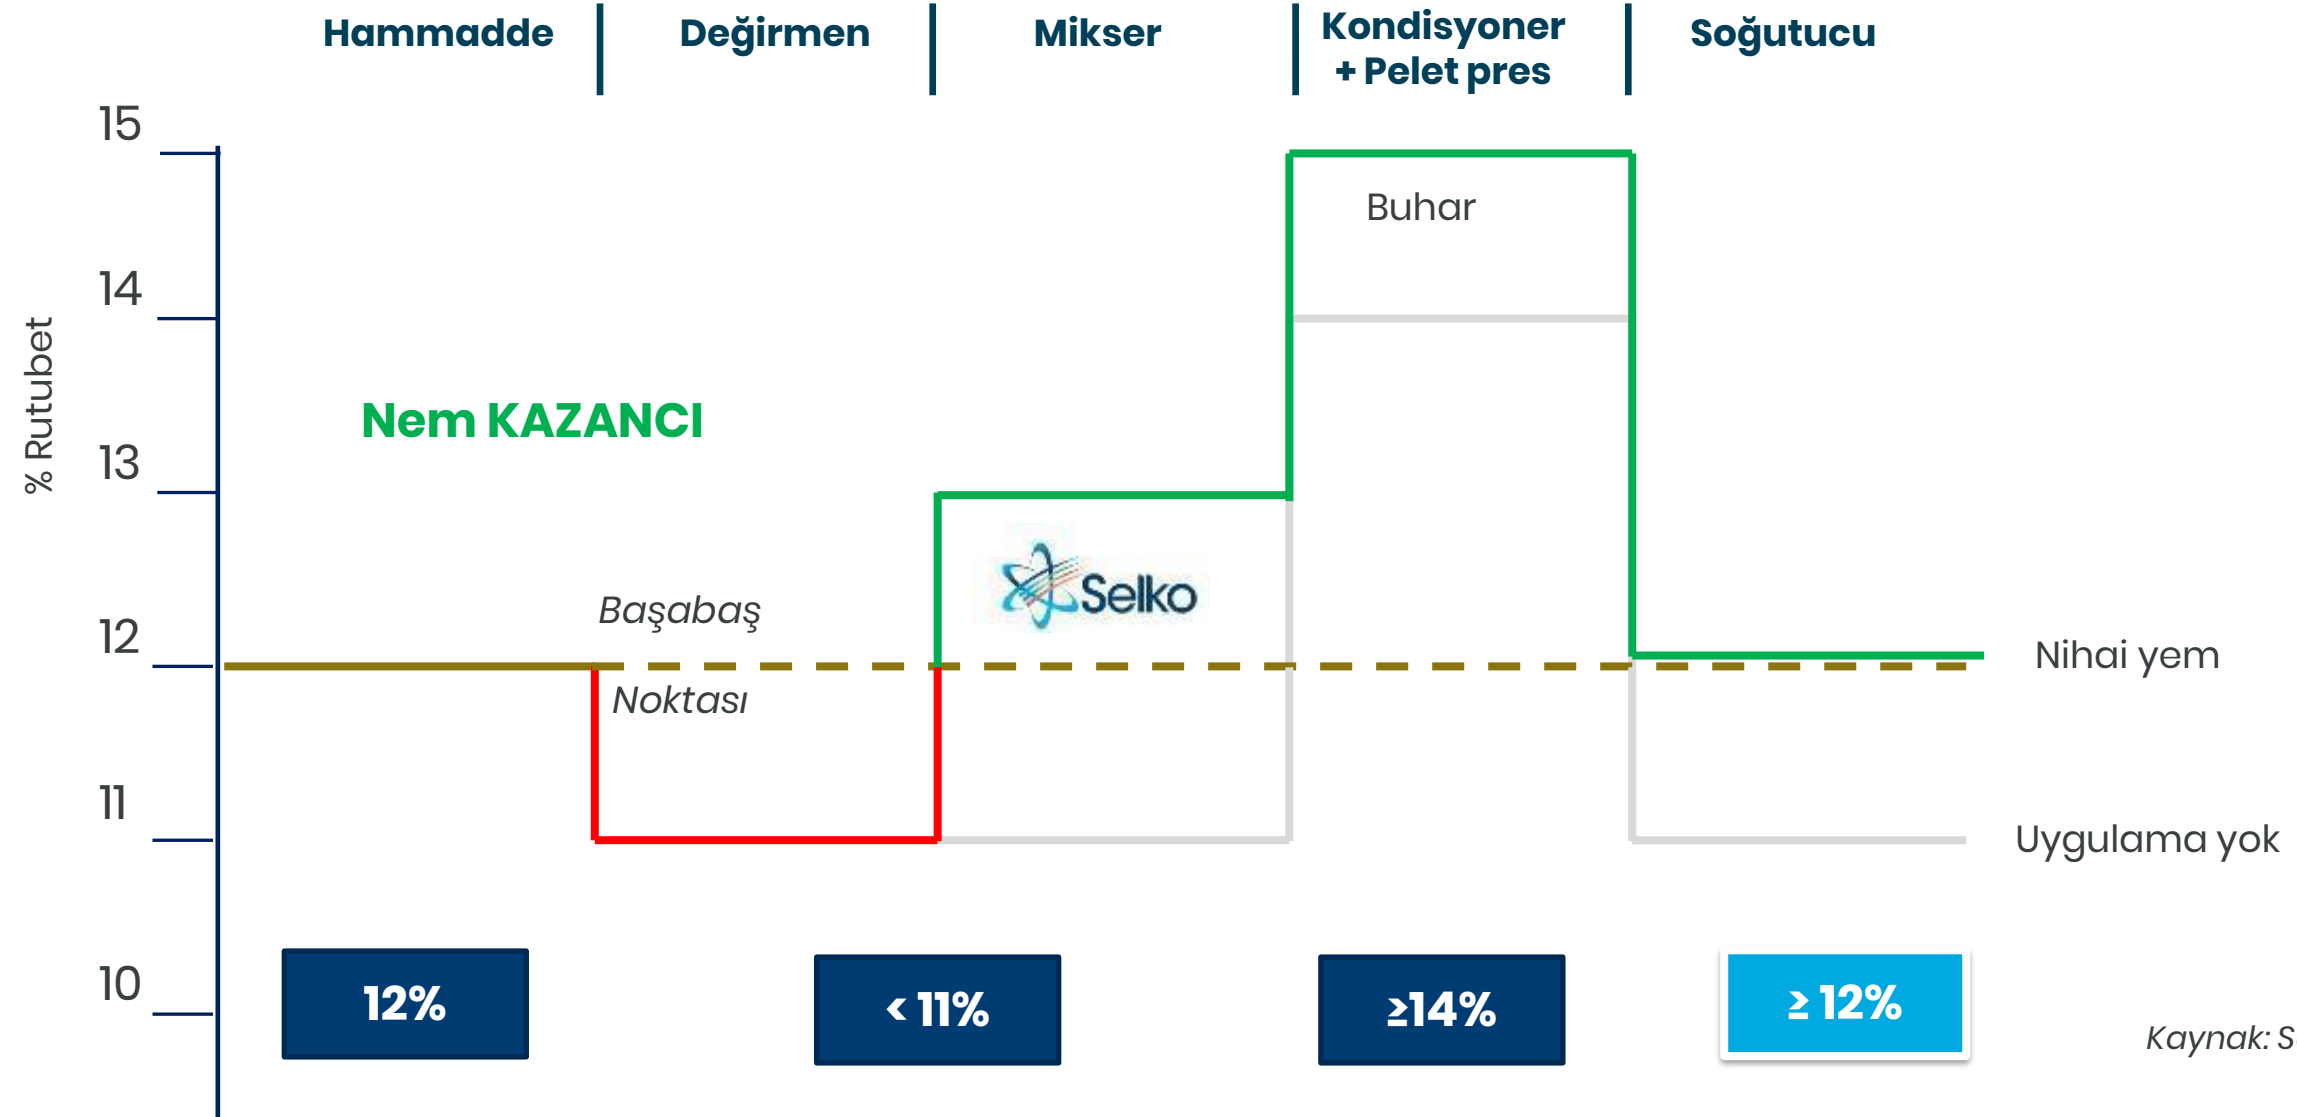 Hammadde
Değirmen
Mikser
Kondisyoner
+ Pelet pres
Soğutucu
15
14
13
12
11
10
% Rutubet
Buhar
Nem KAZANCI
Selko
Başabaş
Noktası
Nihai yem
Uygulama yok
12%
< 11%
≥14%
≥ 12%
Kaynak: S